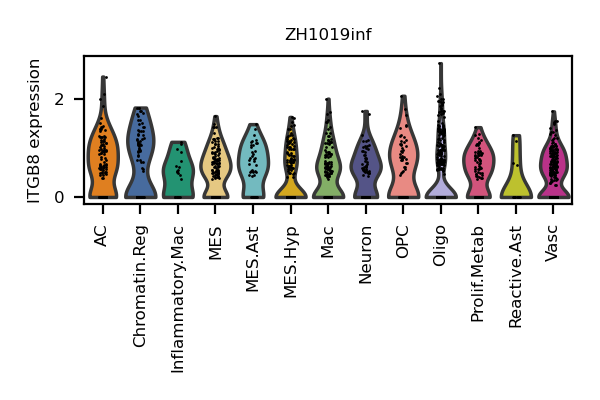 ZH1019inf
ITGB8 expression
2
0
AC
Chromatin.Reg
Inflammatory.Mac
MES
MES.Ast
MES.Hyp
Mac
Neuron
OPC
Oligo
Prolif.Metab
Reactive.Ast
Vasc